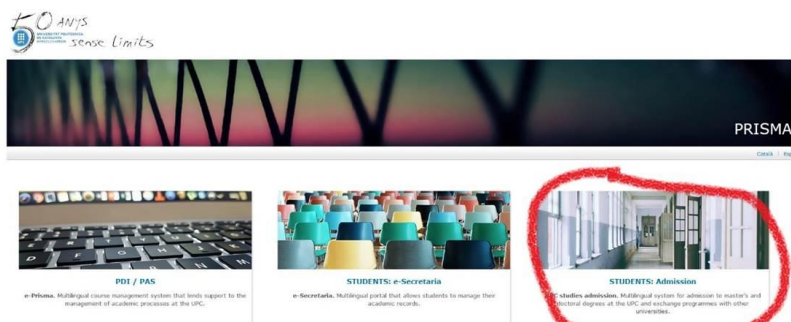 50 ANYS
UNIVERSITAT POLITÈCNICA
DE CATALUNYA
BARCELONATECH
UPC
sense límits
PRISMA
Català | Esp
PDI / PAS
e-Prisma. Multilingual course management system that lends support to the
management of academic processes at the UPC.
STUDENTS: e-Secretaria
e-Secretaria. Multilingual portal that allows students to manage their
academic records.
STUDENTS: Admission
studies admission. Multilingual system for admission to master's and
doctoral degrees at the UPC and exchange programmes with other
universities.